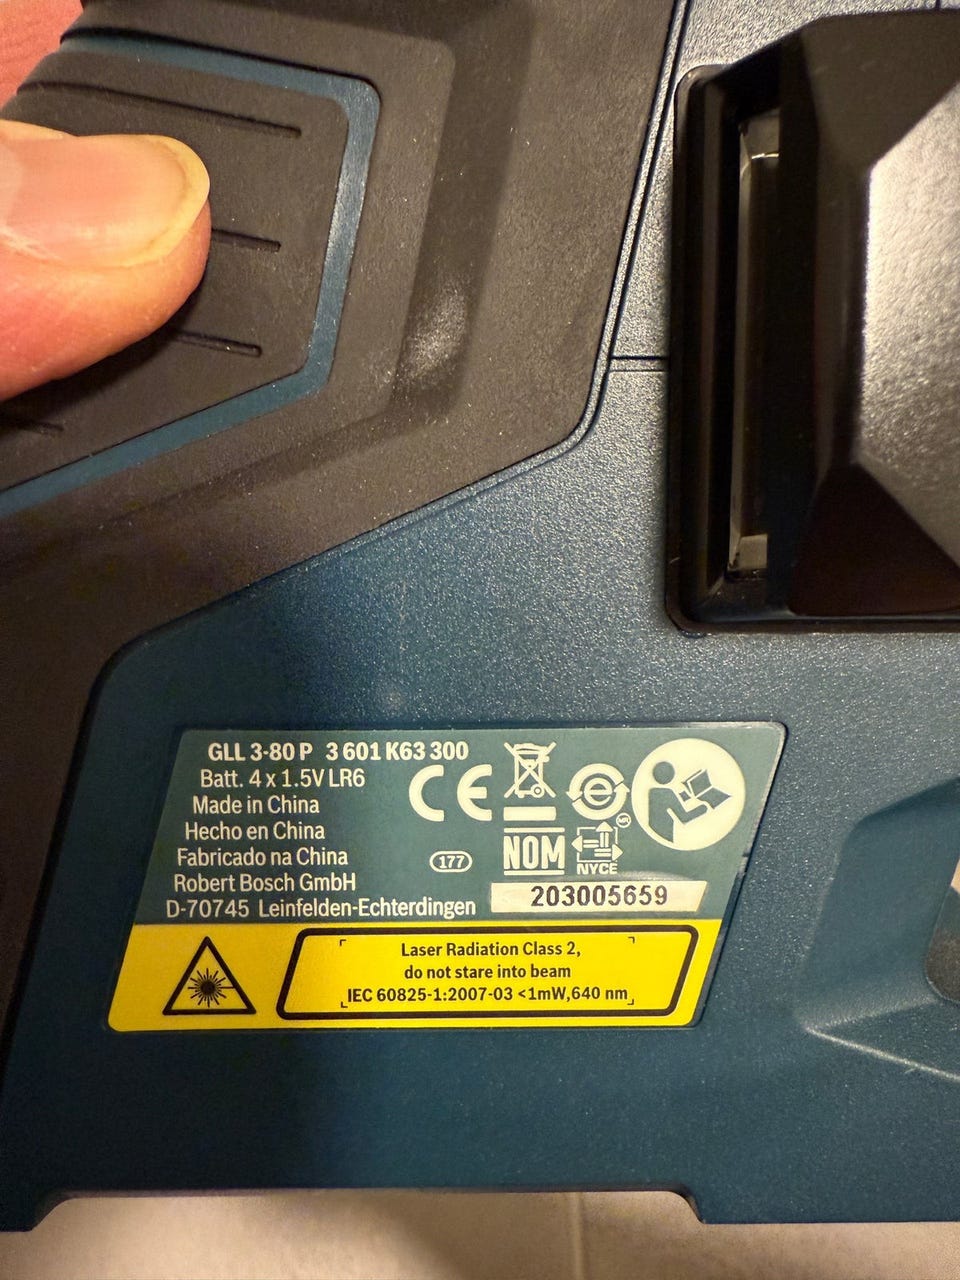 GLL 3-80 P 3 601 K63 300
Batt. 4 x 1.5V LR6
Made in China
Hecho en China
Fabricado na China
Robert Bosch GmbH
D-70745 Leinfelden-Echterdingen
CE
177
e
NOM
MR
NYCE
203005659
Laser Radiation Class 2,
do not stare into beam
IEC 60825-1:2007-03 <1mW,640 nm